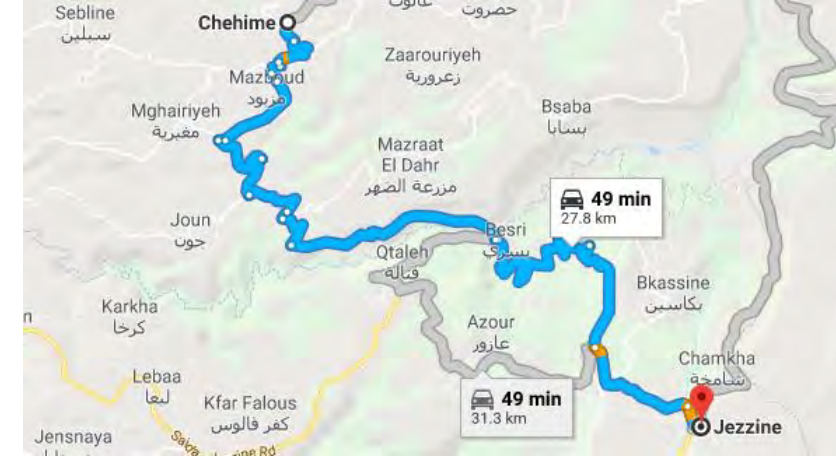 عانوت
حصروت
Sebline
سبلين
Chehime
Zaarouriyeh
زعرورية
Mazboud
مزبود
Mghairiyeh
مغيرية
Bsaba
بسابا
Mazraat
El Dahr
مزرعة الضهر
49 min
27.8 km
Joun
جون
Besri
بسري
Qtaleh
قتالة
Bkassine
بكاسين
Karkha
كرخا
Azour
عازور
Chamkha
شامخة
Lebaa
لبعا
49 min
31.3 km
Kfar Falous
كفر فالوس
Jezzine
Jensnaya